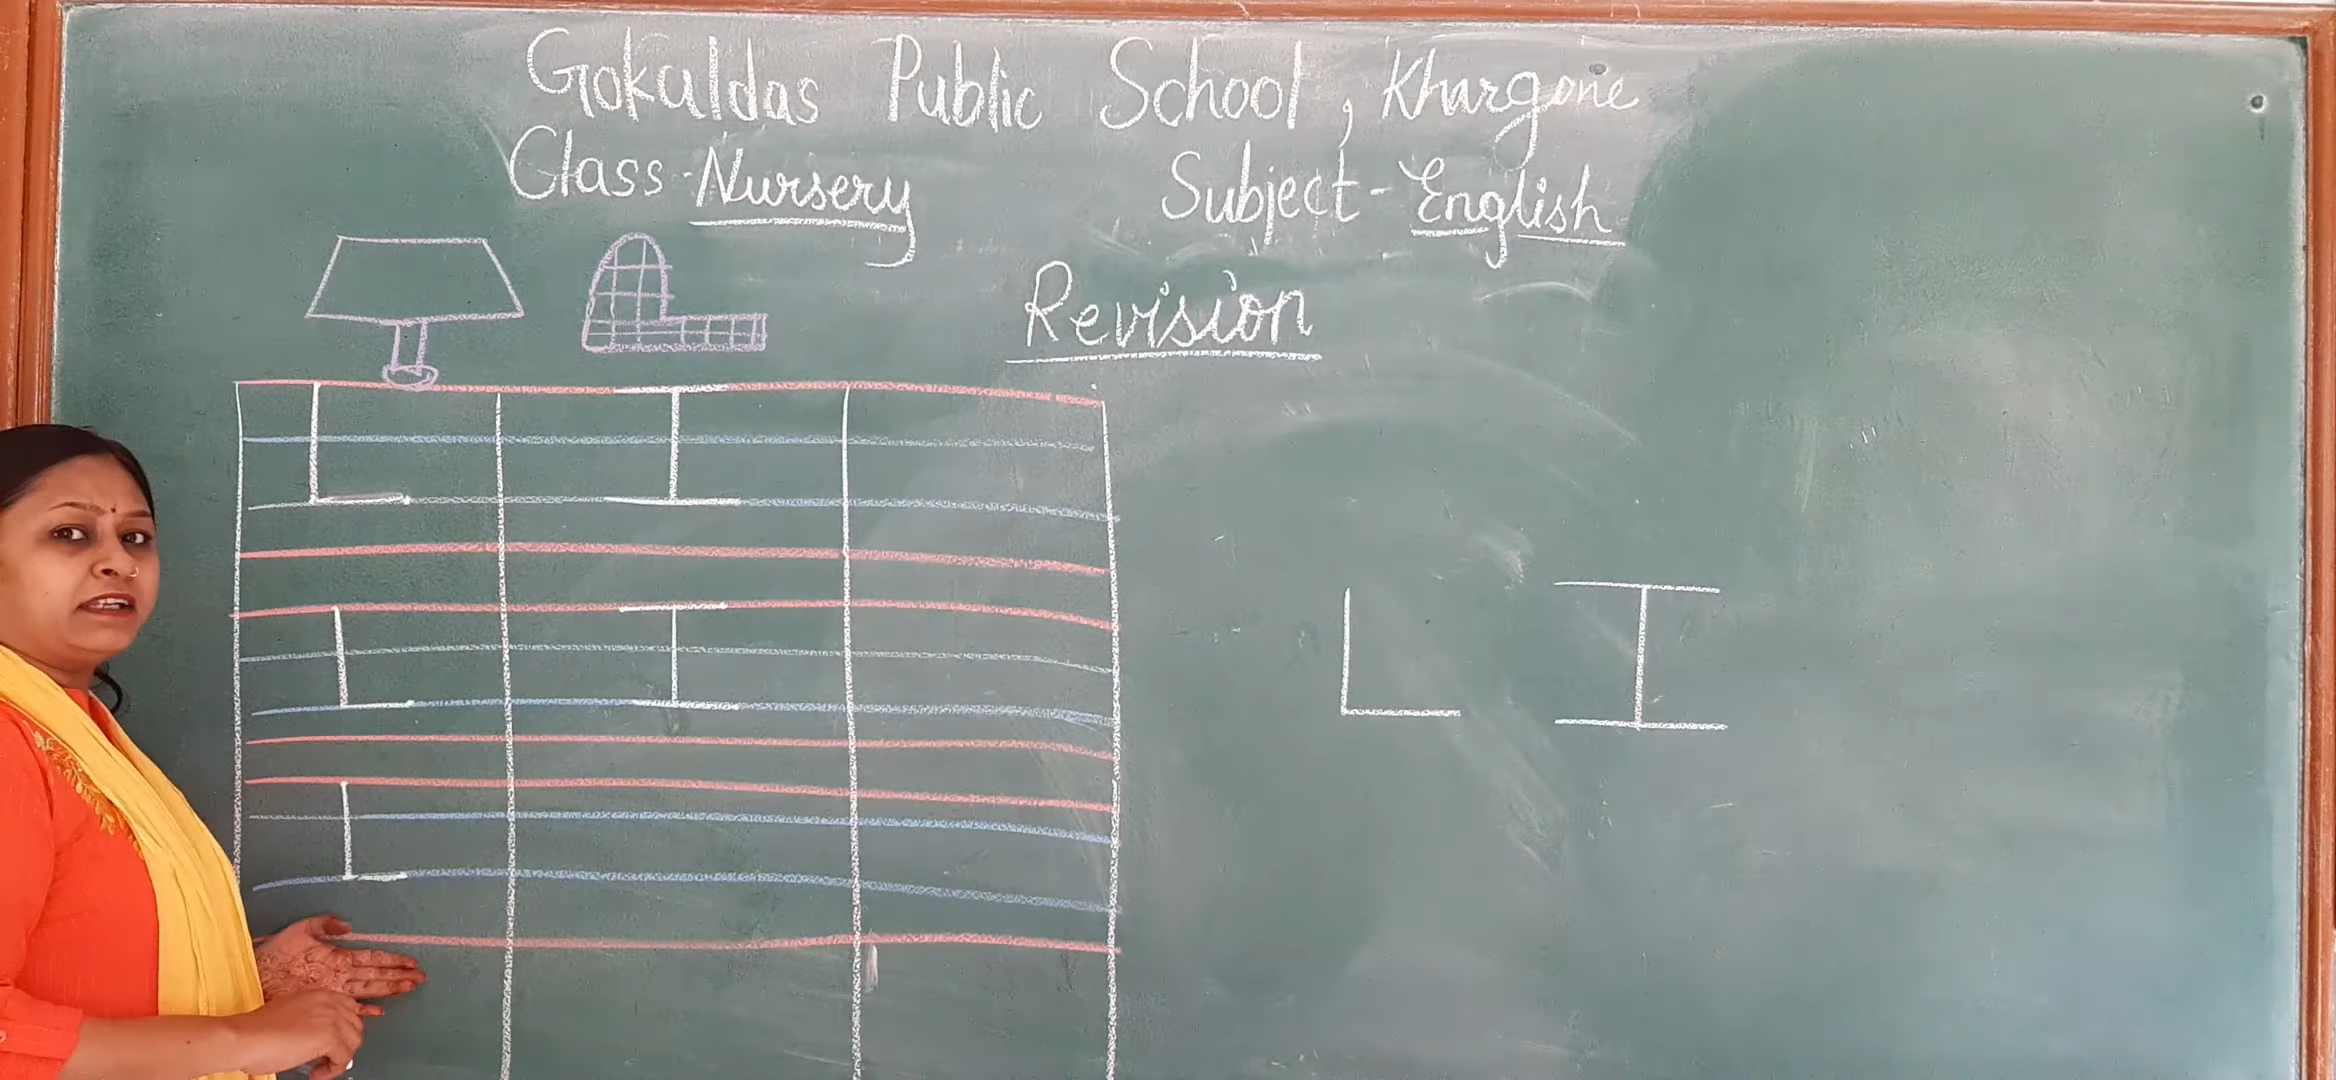 Gokuldas Public School, Khargone
Class-Nursery Subject-English
Revision
L I
L I
L I
L